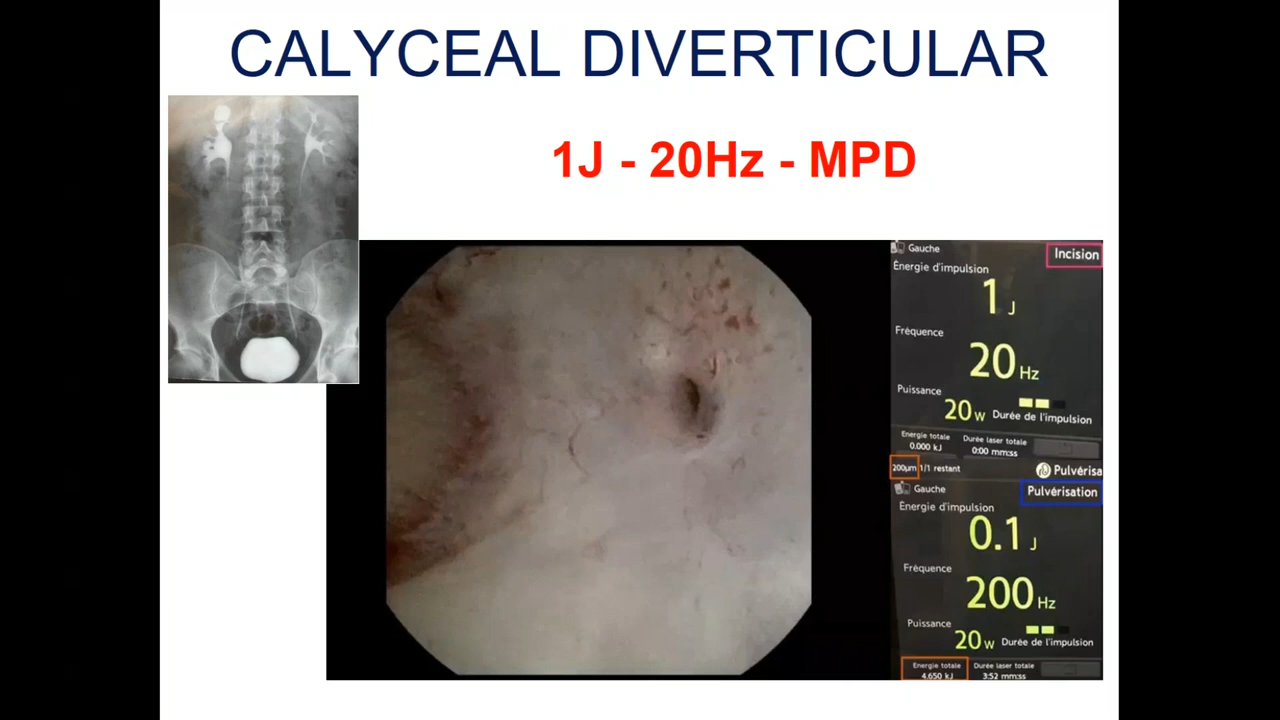 CALYCEAL DIVERTICULAR
1J - 20Hz - MPD
Gauche
Incision
Énergie d'impulsion
1 J
Fréquence
20 Hz
Puissance
20 W Durée de l'impulsion
Energie totale Durée laser totale
0.000 kJ 0:00 mm:ss
200µm 1/1 restant Pulvérisa
Gauche
Pulvérisation
Énergie d'impulsion
0.1 J
Fréquence
200 Hz
Puissance
20 W Durée de l'impulsion
Energie totale Durée laser totale
4.650 kJ 3:52 mm:ss